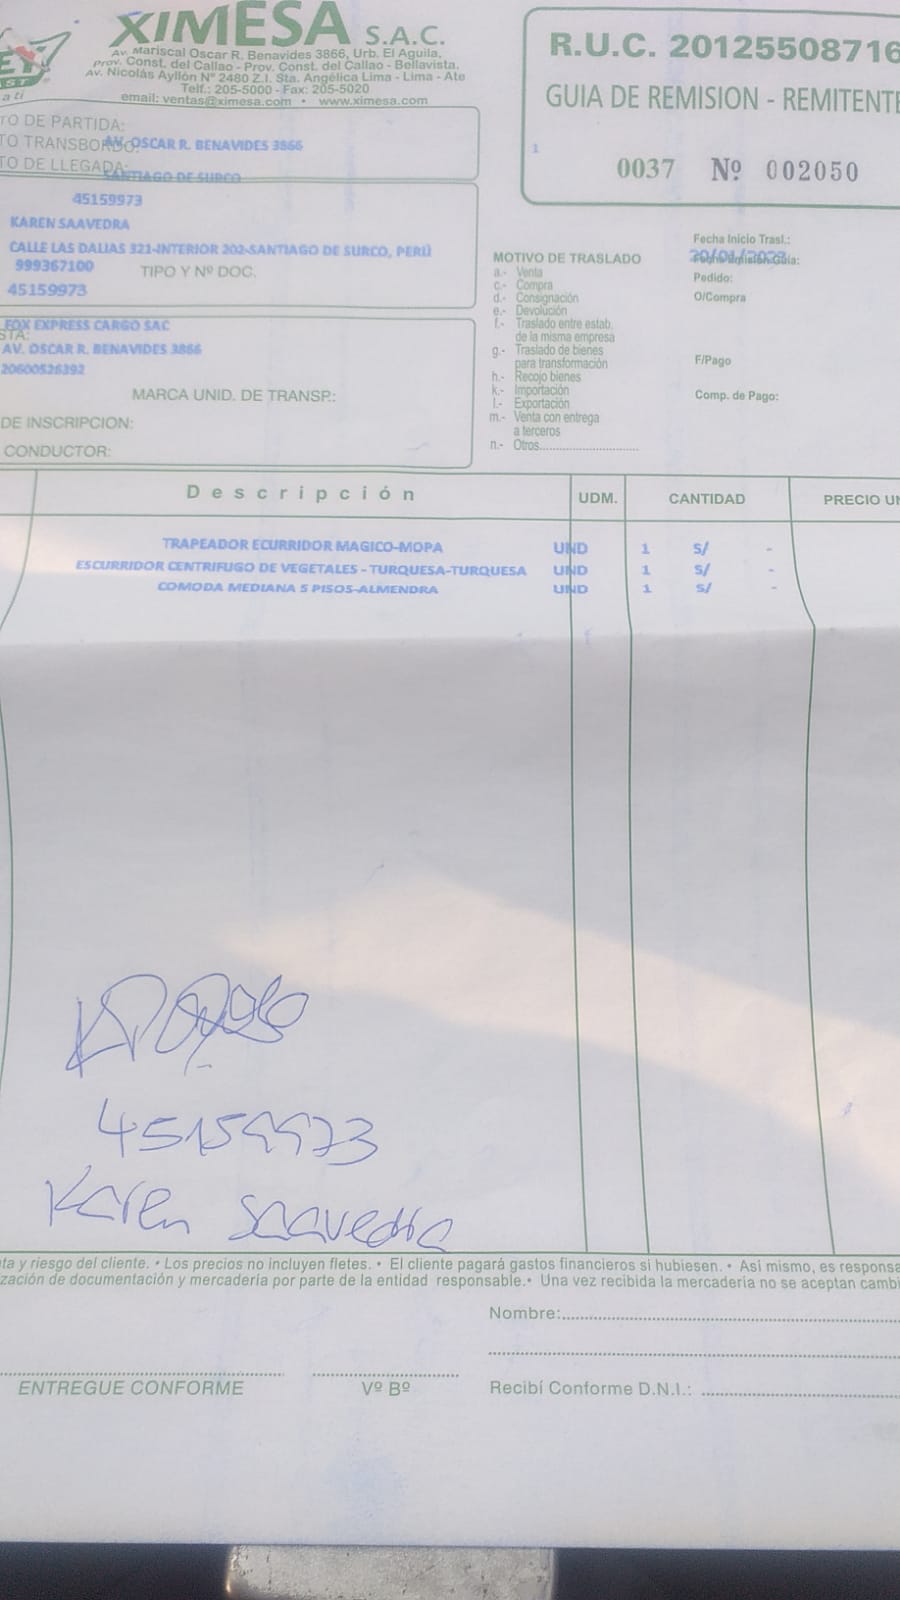 XIMESA S.A.C.
Av. Mariscal Oscar R. Benavides 3866, Urb. El Aguila,
Prov. Const. del Callao - Prov. Const. del Callao - Bellavista.
Av. Nicolás Ayllón Nº 2480 Z.I. Sta. Angélica Lima - Lima - Ate
Telf.: 205-5000 - Fax: 205-5020
email: ventas@ximesa.com • www.ximesa.com
R.U.C. 20125508716
GUIA DE REMISION - REMITENTE
1
0037 Nº 002050
TO DE PARTIDA:
TO TRANSBORDO:
AV. OSCAR R. BENAVIDES 3866
TO DE LLEGADA:
SANTIAGO DE SURCO
45159973
KAREN SAAVEDRA
CALLE LAS DALIAS 321-INTERIOR 202-SANTIAGO DE SURCO, PERÚ
999367100 TIPO Y Nº DOC.
45159973
FOX EXPRESS CARGO SAC
STA:
AV. OSCAR R. BENAVIDES 3866
20600526392
MARCA UNID. DE TRANSP.:
DE INSCRIPCION:
CONDUCTOR:
MOTIVO DE TRASLADO
a.- Venta
c.- Compra
d.- Consignación
e.- Devolución
f.- Traslado entre estab.
de la misma empresa
g.- Traslado de bienes
para transformación
h.- Recojo bienes
k.- Importación
l.- Exportación
m.- Venta con entrega
a terceros
n.- Otros
Fecha Inicio Trasl.:
Pedido:
O/Compra
F/Pago
Comp. de Pago:
Descripción UDM. CANTIDAD PRECIO UN
TRAPEADOR ECURRIDOR MAGICO-MOPA UND 1 S/ -
ESCURRIDOR CENTRIFUGO DE VEGETALES - TURQUESA-TURQUESA UND 1 S/ -
COMODA MEDIANA 5 PISOS-ALMENDRA UND 1 S/ -
45159973
Karen Saavedra
ta y riesgo del cliente. • Los precios no incluyen fletes. • El cliente pagará gastos financieros si hubiesen. • Asi mismo, es responsa
zación de documentación y mercadería por parte de la entidad responsable. • Una vez recibida la mercadería no se aceptan cambi
Nombre:
ENTREGUE CONFORME Vº Bº Recibí Conforme D.N.I.: